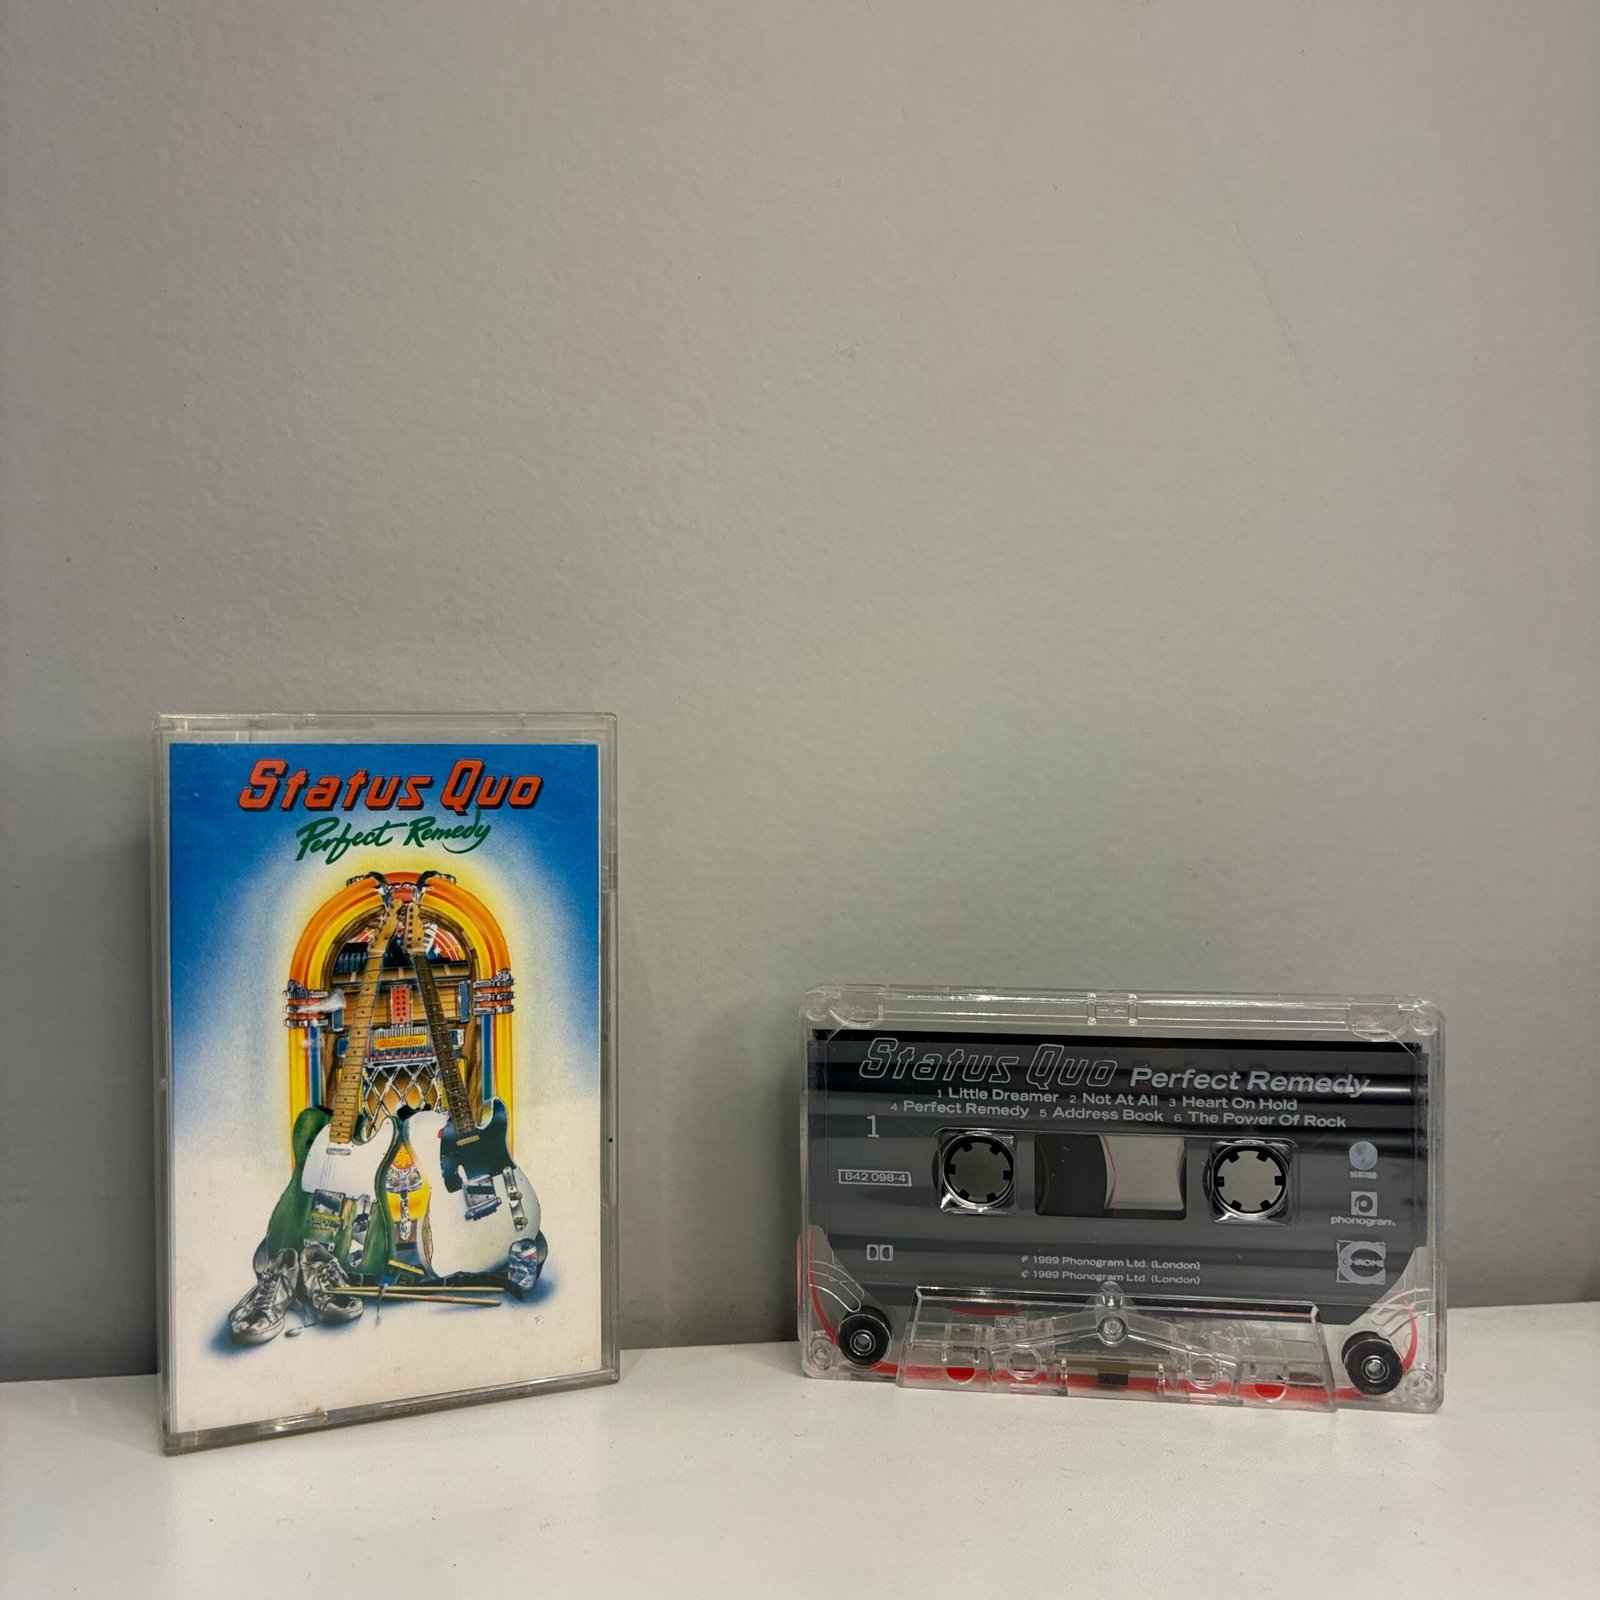 Status Quo
Perfect Remedy
Status Quo
Status Quo Perfect Remedy
1 Little Dreamer 2 Not At All 3 Heart On Hold
4 Perfect Remedy 5 Address Book 6 The Power Of Rock
1
842 098-4
VERTIGO
phonogram
CHROME
℗ 1989 Phonogram Ltd. (London)
© 1989 Phonogram Ltd. (London)